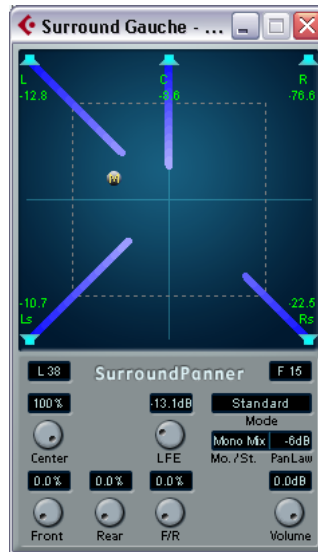 Surround Gauche - ...
L C R
-12.8 -8.6 -76.6
-10.7 -22.5
Ls Rs
L 38 SurroundPanner F 15
100% -13.1dB Standard
Mode
Mono Mix -6dB
Center LFE Mo./St. PanLaw
0.0% 0.0% 0.0% 0.0dB
Front Rear F/R Volume